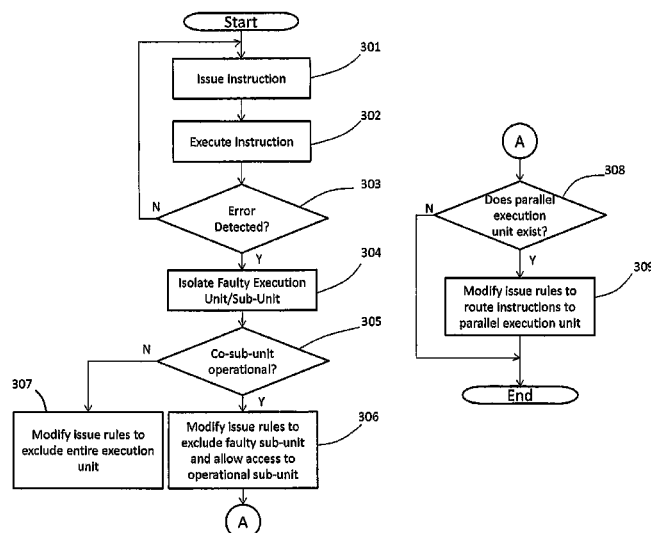 Start
301
Issue Instruction
302
Execute Instruction
303
N
Error
Detected?
Y
304
Isolate Faulty Execution
Unit/Sub-Unit
305
N
Co-sub-unit
operational?
Y
307
Modify issue rules to
exclude entire execution
unit
306
Modify issue rules to
exclude faulty sub-unit
and allow access to
operational sub-unit
A
A
308
N
Does parallel
execution
unit exist?
Y
309
Modify issue rules to
route instructions to
parallel execution unit
End